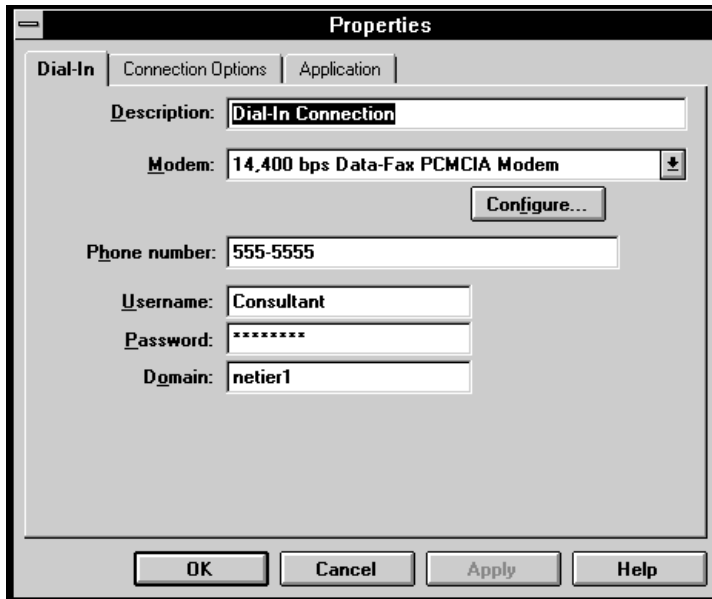 Properties
Dial-In Connection Options Application
Description: Dial-In Connection
Modem: 14,400 bps Data-Fax PCMCIA Modem
Configure...
Phone number: 555-5555
Username: Consultant
Password: ********
Domain: netier1
OK Cancel Apply Help